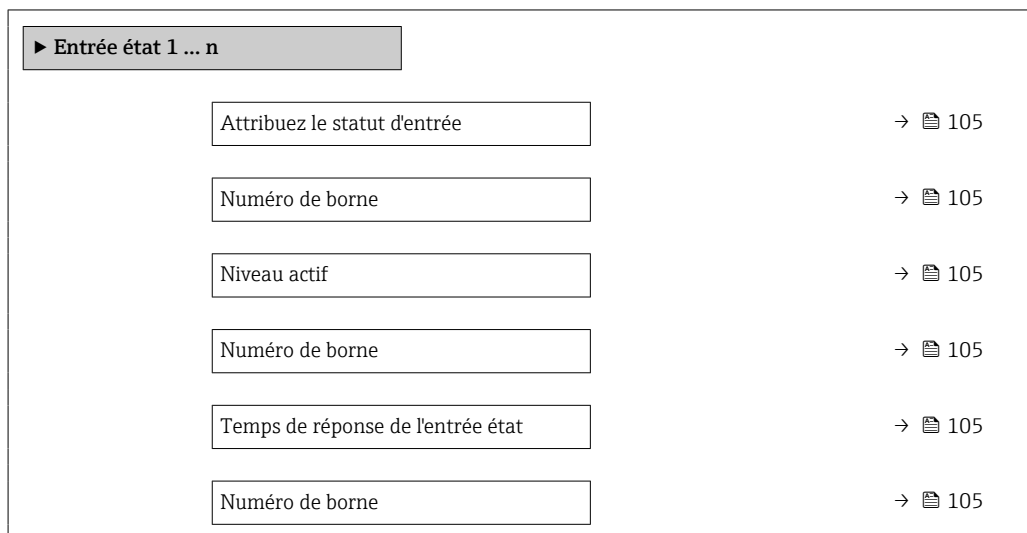 ▶ Entrée état 1 ... n
Attribuez le statut d'entrée → 105
Numéro de borne → 105
Niveau actif → 105
Numéro de borne → 105
Temps de réponse de l'entrée état → 105
Numéro de borne → 105